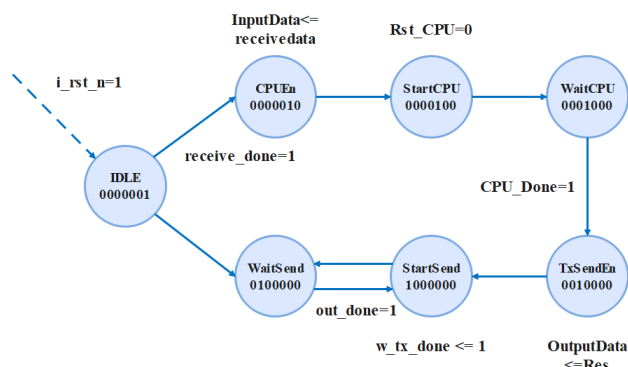 InputData<=
receivedata
Rst_CPU=0
i_rst_n=1
CPUEn
0000010
StartCPU
0000100
WaitCPU
0001000
receive_done=1
IDLE
0000001
CPU_Done=1
WaitSend
0100000
StartSend
1000000
TxSendEn
0010000
out_done=1
w_tx_done <= 1
OutputData
<=Res